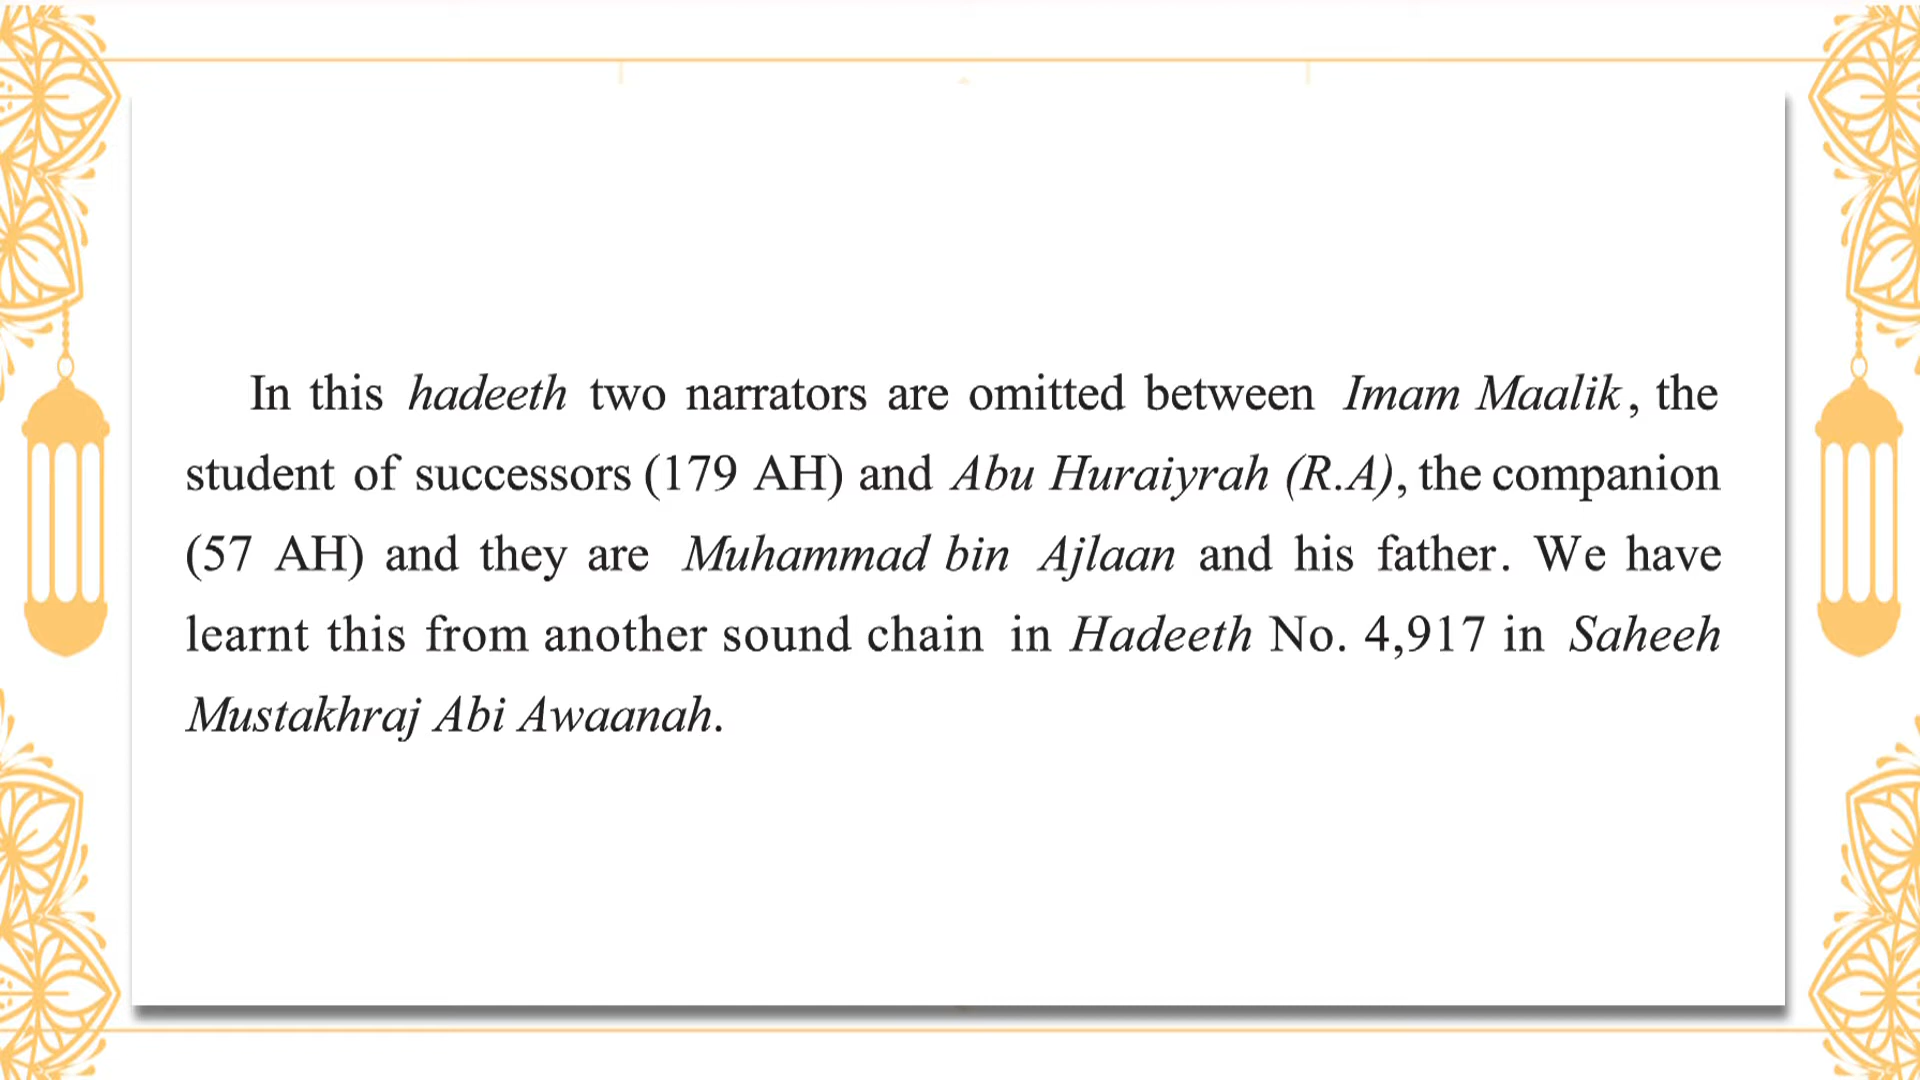 In this hadeeth two narrators are omitted between Imam Maalik, the
student of successors (179 AH) and Abu Huraiyrah (R.A), the companion
(57 AH) and they are Muhammad bin Ajlaan and his father. We have
learnt this from another sound chain in Hadeeth No. 4,917 in Saheeh
Mustakhraj Abi Awaanah.